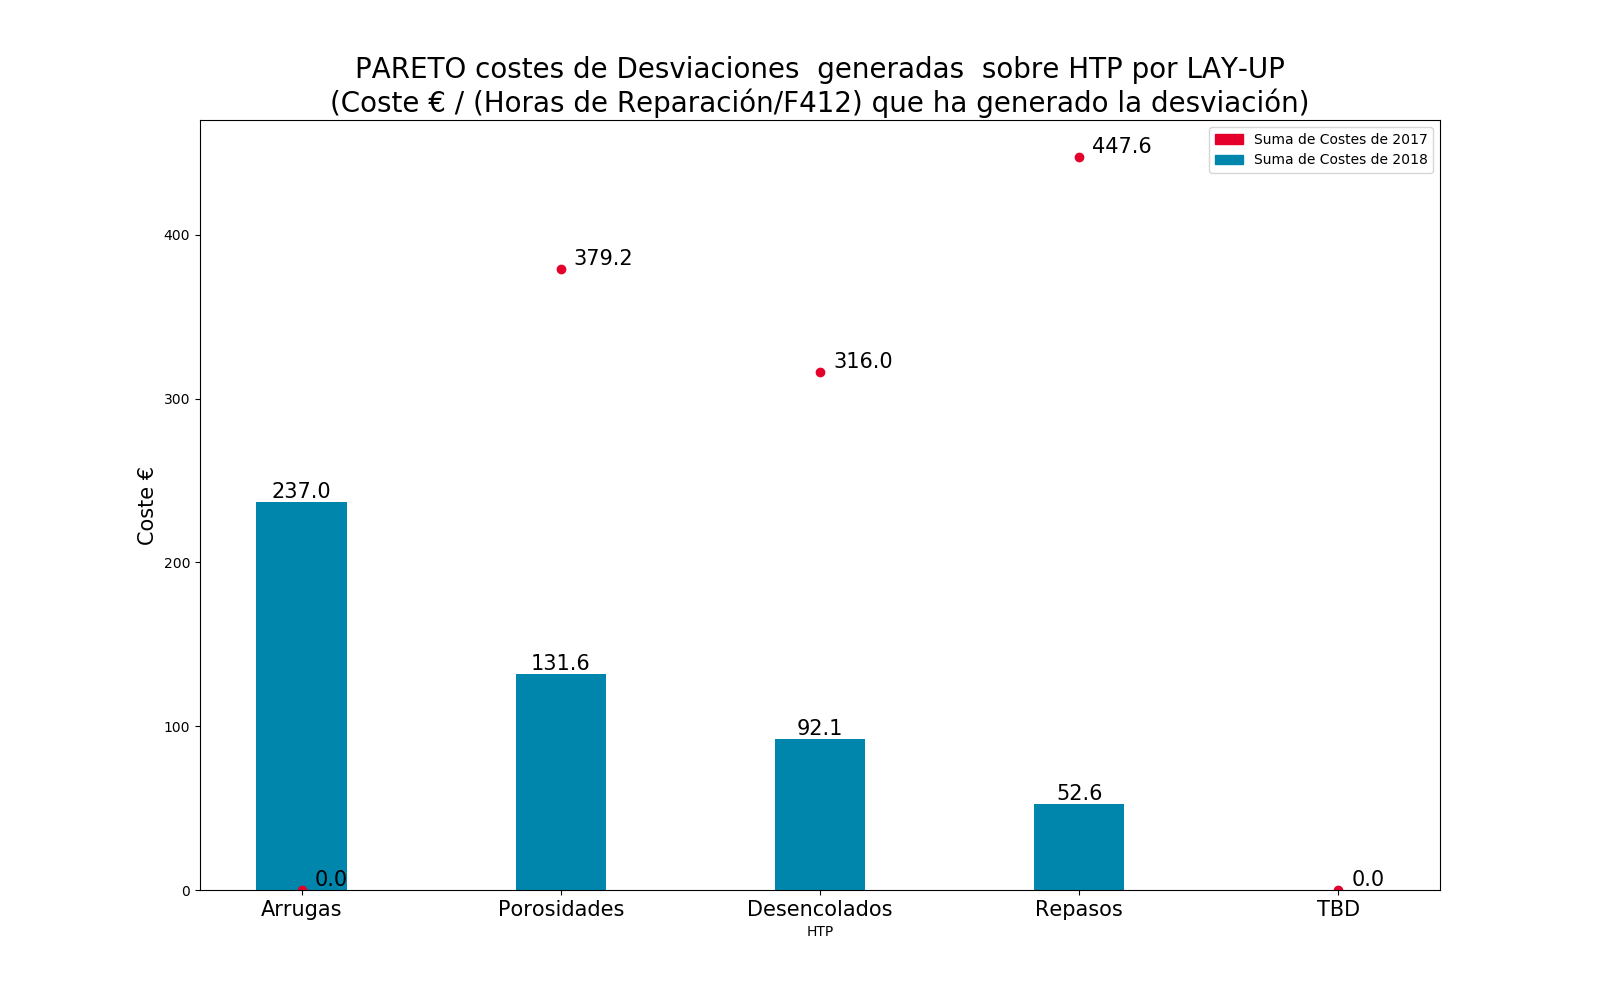 PARETO costes de Desviaciones  generadas  sobre HTP por LAY-UP
(Coste € / (Horas de Reparación/F412) que ha generado la desviación)
Suma de Costes de 2017
Suma de Costes de 2018
447.6
379.2
316.0
237.0
131.6
92.1
52.6
0.0
0.0
400
300
200
100
0
Coste €
Arrugas
Porosidades
Desencolados
Repasos
TBD
HTP